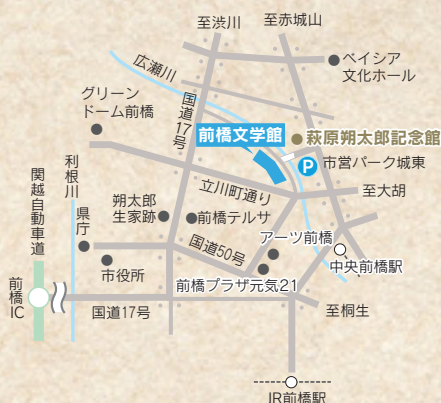 至渋川
至赤城山
広瀬川
ベイシア
文化ホール
グリーン
ドーム前橋
国道17号
前橋文学館
萩原朔太郎記念館
P
市営パーク城東
利根川
関越自動車道
県庁
朔太郎
生家跡
立川町通り
至大胡
前橋テルサ
アーツ前橋
国道50号
中央前橋駅
市役所
前橋プラザ元気21
前橋
IC
国道17号
至桐生
JR前橋駅